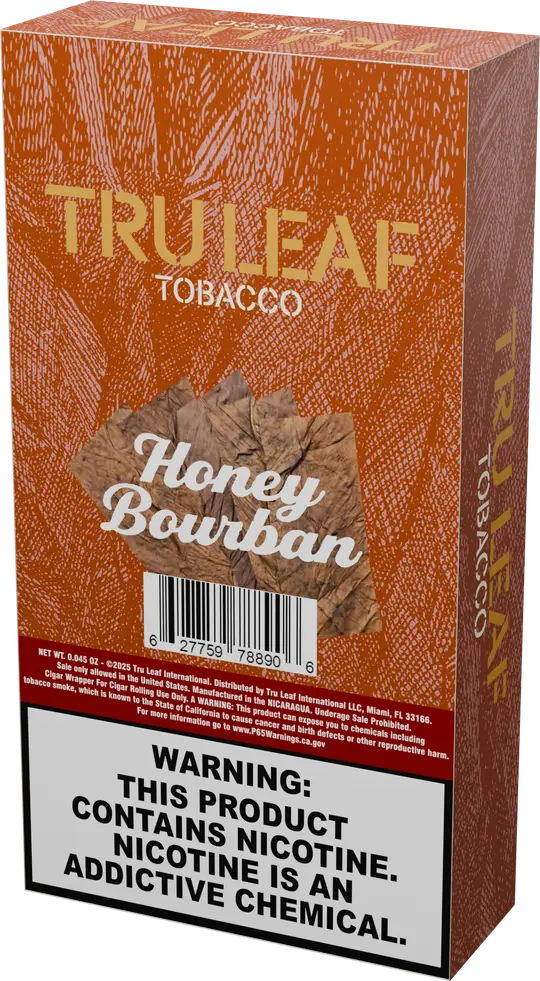 TRU LEAF
TOBACCO
TRU LEAF
TOBACCO
Honey
Bourban
6 27759 78890 6
NET WT. 0.045 OZ - ©2025 Tru Leaf International. Distributed by Tru Leaf International LLC, Miami, FL 33166.
Sale only allowed in the United States. Manufactured in the NICARAGUA. Underage Sale Prohibited.
Cigar Wrapper For Cigar Rolling Use Only. A WARNING: This product can expose you to chemicals including
tobacco smoke, which is known to the State of California to cause cancer and birth defects or other reproductive harm.
For more information go to www.P65Warnings.ca.gov
WARNING:
THIS PRODUCT
CONTAINS NICOTINE.
NICOTINE IS AN
ADDICTIVE CHEMICAL.
TRU LEAF
TOBACCO